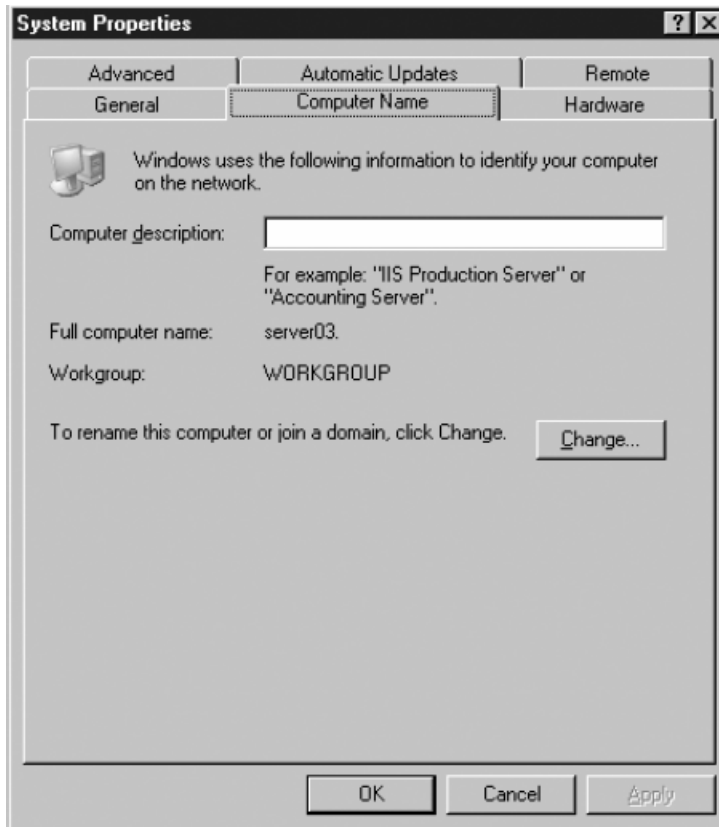 System Properties
Advanced
Automatic Updates
Remote
General
Computer Name
Hardware
Windows uses the following information to identify your computer
on the network.
Computer description:
For example: "IIS Production Server" or
"Accounting Server".
Full computer name: server03.
Workgroup: WORKGROUP
To rename this computer or join a domain, click Change.
Change...
OK
Cancel
Apply